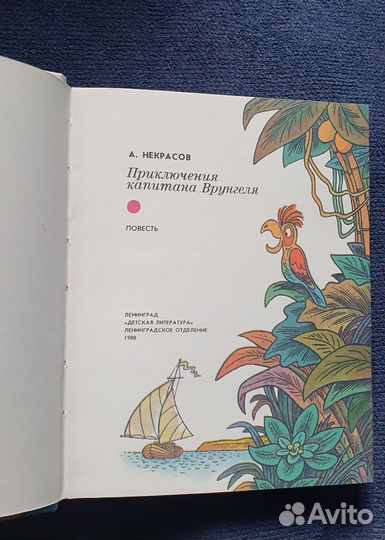 А. НЕКРАСОВ
Приключения
капитана Врунгеля
ПОВЕСТЬ
ЛЕНИНГРАД
«ДЕТСКАЯ ЛИТЕРАТУРА»
ЛЕНИНГРАДСКОЕ ОТДЕЛЕНИЕ
1988
Avito